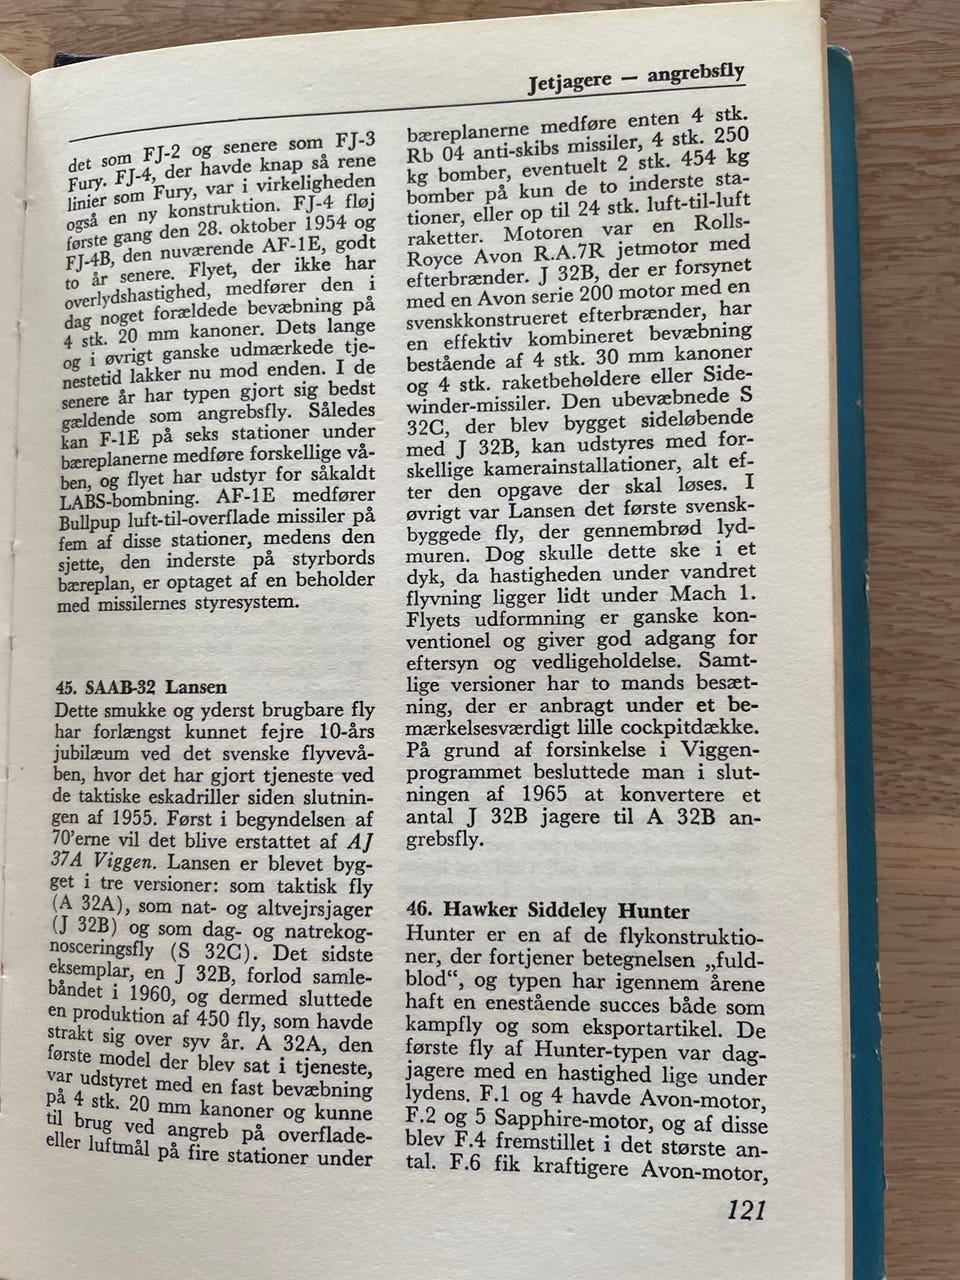 Jetjagere — angrebsfly
det som FJ-2 og senere som FJ-3
Fury. FJ-4, der havde knap så rene
linier som Fury, var i virkeligheden
også en ny konstruktion. FJ-4 fløj
første gang den 28. oktober 1954 og
FJ-4B, den nuværende AF-1E, godt
to år senere. Flyet, der ikke har
overlydshastighed, medfører den i
dag noget forældede bevæbning på
4 stk. 20 mm kanoner. Dets lange
og i øvrigt ganske udmærkede tje-
nestetid lakker nu mod enden. I de
senere år har typen gjort sig bedst
gældende som angrebsfly. Således
kan F-1E på seks stationer under
bæreplanerne medføre forskellige vå-
ben, og flyet har udstyr for såkaldt
LABS-bombning. AF-1E medfører
Bullpup luft-til-overflade missiler på
fem af disse stationer, medens den
sjette, den inderste på styrbords
bæreplan, er optaget af en beholder
med missilernes styresystem.
45. SAAB-32 Lansen
Dette smukke og yderst brugbare fly
har forlængst kunnet fejre 10-års
jubilæum ved det svenske flyvevå-
ben, hvor det har gjort tjeneste ved
de taktiske eskadriller siden slutnin-
gen af 1955. Først i begyndelsen af
70'erne vil det blive erstattet af AJ
37A Viggen. Lansen er blevet byg-
get i tre versioner: som taktisk fly
(A 32A), som nat- og altvejrsjager
(J 32B) og som dag- og natrekog-
nosceringsfly (S 32C). Det sidste
eksemplar, en J 32B, forlod samle-
båndet i 1960, og dermed sluttede
en produktion af 450 fly, som havde
strakt sig over syv år. A 32A, den
første model der blev sat i tjeneste,
var udstyret med en fast bevæbning
på 4 stk. 20 mm kanoner og kunne
til brug ved angreb på overflade-
eller luftmål på fire stationer under
bæreplanerne medføre enten 4 stk.
Rb 04 anti-skibs missiler, 4 stk. 250
kg bomber, eventuelt 2 stk. 454 kg
bomber på kun de to inderste sta-
tioner, eller op til 24 stk. luft-til-luft
raketter. Motoren var en Rolls-
Royce Avon R.A.7R jetmotor med
efterbrænder. J 32B, der er forsynet
med en Avon serie 200 motor med en
svenskkonstrueret efterbrænder, har
en effektiv kombineret bevæbning
bestående af 4 stk. 30 mm kanoner
og 4 stk. raketbeholdere eller Side-
winder-missiler. Den ubevæbnede S
32C, der blev bygget sideløbende
med J 32B, kan udstyres med for-
skellige kamerainstallationer, alt ef-
ter den opgave der skal løses. I
øvrigt var Lansen det første svensk-
byggede fly, der gennembrød lyd-
muren. Dog skulle dette ske i et
dyk, da hastigheden under vandret
flyvning ligger lidt under Mach 1.
Flyets udformning er ganske kon-
ventionel og giver god adgang for
eftersyn og vedligeholdelse. Samt-
lige versioner har to mands besæt-
ning, der er anbragt under et be-
mærkelsesværdigt lille cockpitdække.
På grund af forsinkelse i Viggen-
programmet besluttede man i slut-
ningen af 1965 at konvertere et
antal J 32B jagere til A 32B an-
grebsfly.
46. Hawker Siddeley Hunter
Hunter er en af de flykonstruktio-
ner, der fortjener betegnelsen „fuld-
blod“, og typen har igennem årene
haft en enestående succes både som
kampfly og som eksportartikel. De
første fly af Hunter-typen var dag-
jagere med en hastighed lige under
lydens. F.1 og 4 havde Avon-motor,
F.2 og 5 Sapphire-motor, og af disse
blev F.4 fremstillet i det største an-
tal. F.6 fik kraftigere Avon-motor,
121